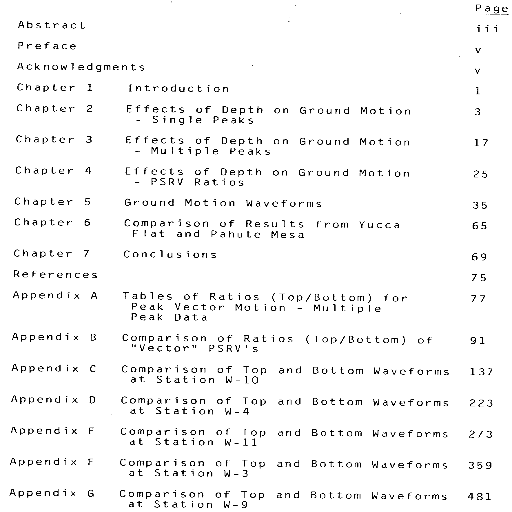 Page
Abstract iii
Preface v
Acknowledgments v
Chapter 1 Introduction 1
Chapter 2 Effects of Depth on Ground Motion 3
- Single Peaks
Chapter 3 Effects of Depth on Ground Motion 17
- Multiple Peaks
Chapter 4 Effects of Depth on Ground Motion 25
- PSRV Ratios
Chapter 5 Ground Motion Waveforms 35
Chapter 6 Comparison of Results from Yucca 65
Flat and Pahute Mesa
Chapter 7 Conclusions 69
References 75
Appendix A Tables of Ratios (Top/Bottom) for 77
Peak Vector Motion - Multiple
Peak Data
Appendix B Comparison of Ratios (Top/Bottom) of 91
"Vector" PSRV's
Appendix C Comparison of Top and Bottom Waveforms 137
at Station W-10
Appendix D Comparison of Top and Bottom Waveforms 223
at Station W-4
Appendix E Comparison of Top and Bottom Waveforms 273
at Station W-11
Appendix F Comparison of Top and Bottom Waveforms 359
at Station W-3
Appendix G Comparison of Top and Bottom Waveforms 481
at Station W-9